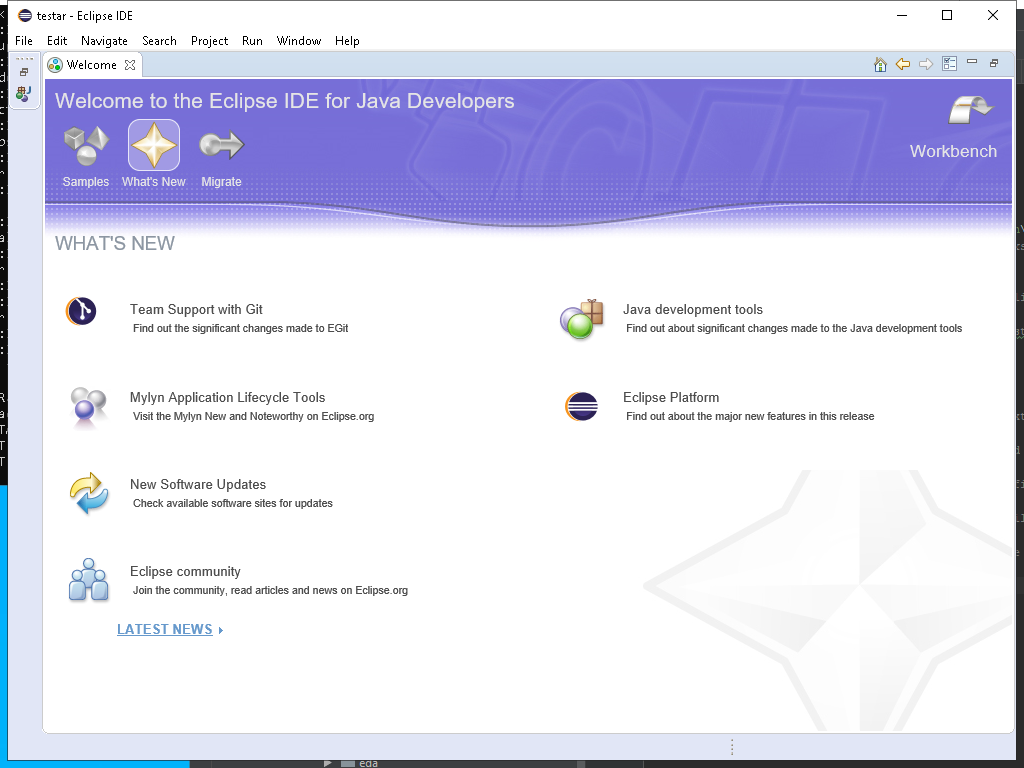 testar - Eclipse IDE
File Edit Navigate Search Project Run Window Help
Welcome
Welcome to the Eclipse IDE for Java Developers
Workbench
Samples What's New Migrate
WHAT'S NEW
Team Support with Git
Find out the significant changes made to EGit
Java development tools
Find out about significant changes made to the Java development tools
Mylyn Application Lifecycle Tools
Visit the Mylyn New and Noteworthy on Eclipse.org
Eclipse Platform
Find out about the major new features in this release
New Software Updates
Check available software sites for updates
Eclipse community
Join the community, read articles and news on Eclipse.org
LATEST NEWS
eda